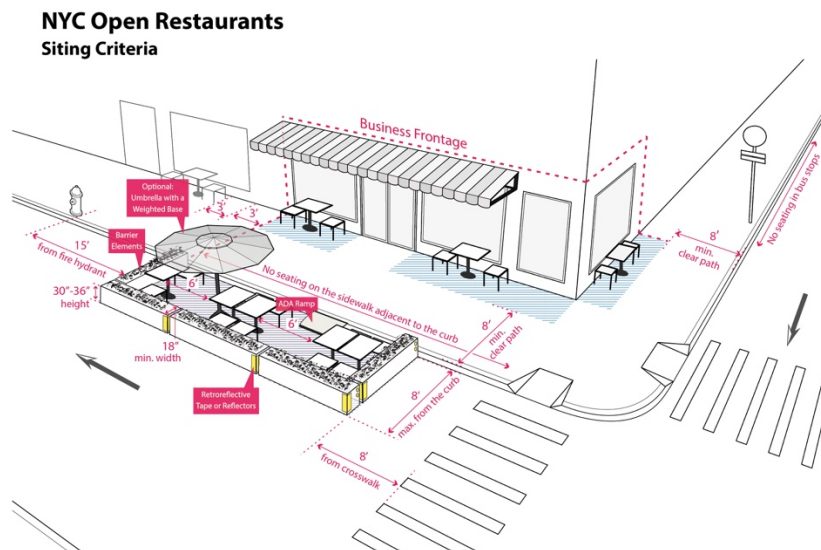 NYC Open Restaurants
Siting Criteria
Business Frontage
Optional:
Umbrella with a
Weighted Base
3'
3'
Barrier
Elements
15'
from fire hydrant
30"-36"
height
18"
min. width
6'
6'
ADA Ramp
No seating on the sidewalk adjacent to the curb
8'
min.
clear path
8'
min.
clear path
No seating in bus stops
Retroreflective
Tape or Reflectors
8'
max. from the curb
8'
from crosswalk